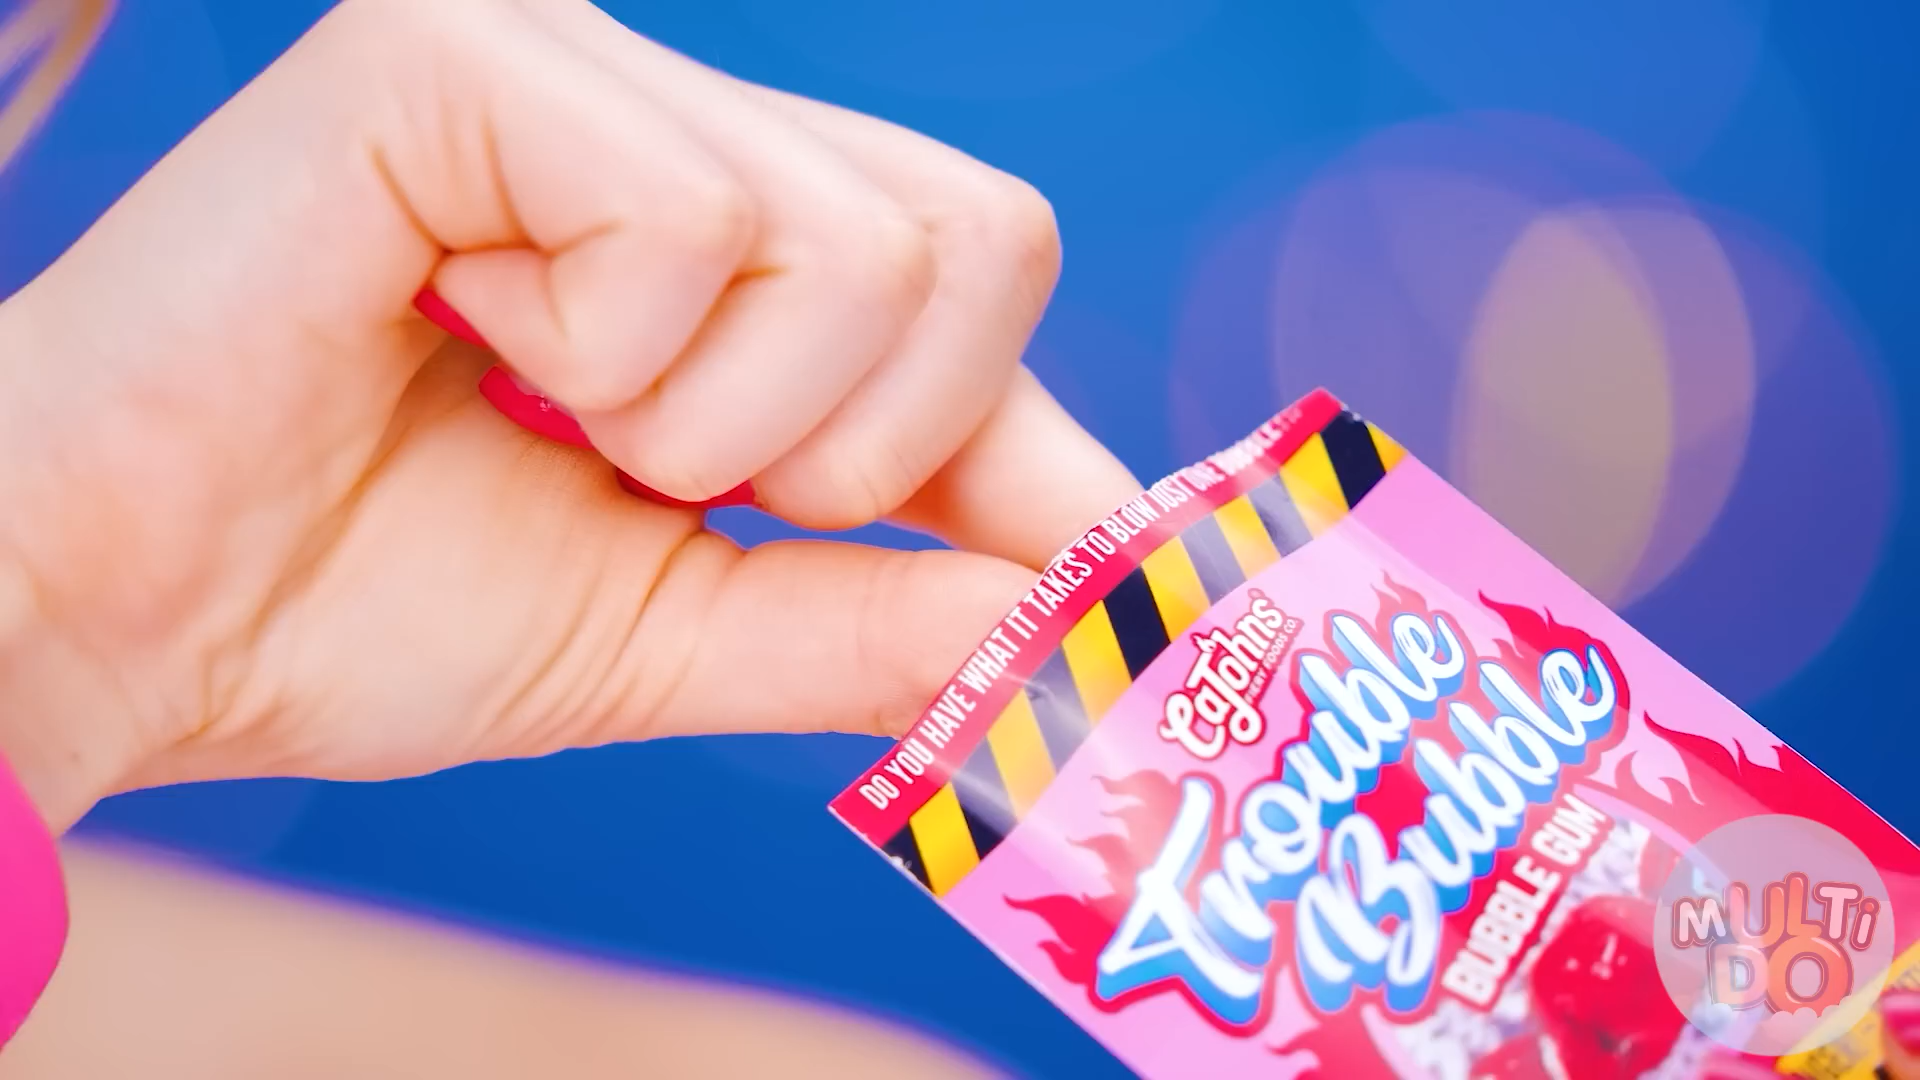 DO YOU HAVE WHAT IT TAKES TO BLOW JUST ONE BUBBLE?
CaJohns
FIERY FOODS CO.
Trouble
Bubble
BUBBLE GUM
MULTi
DO